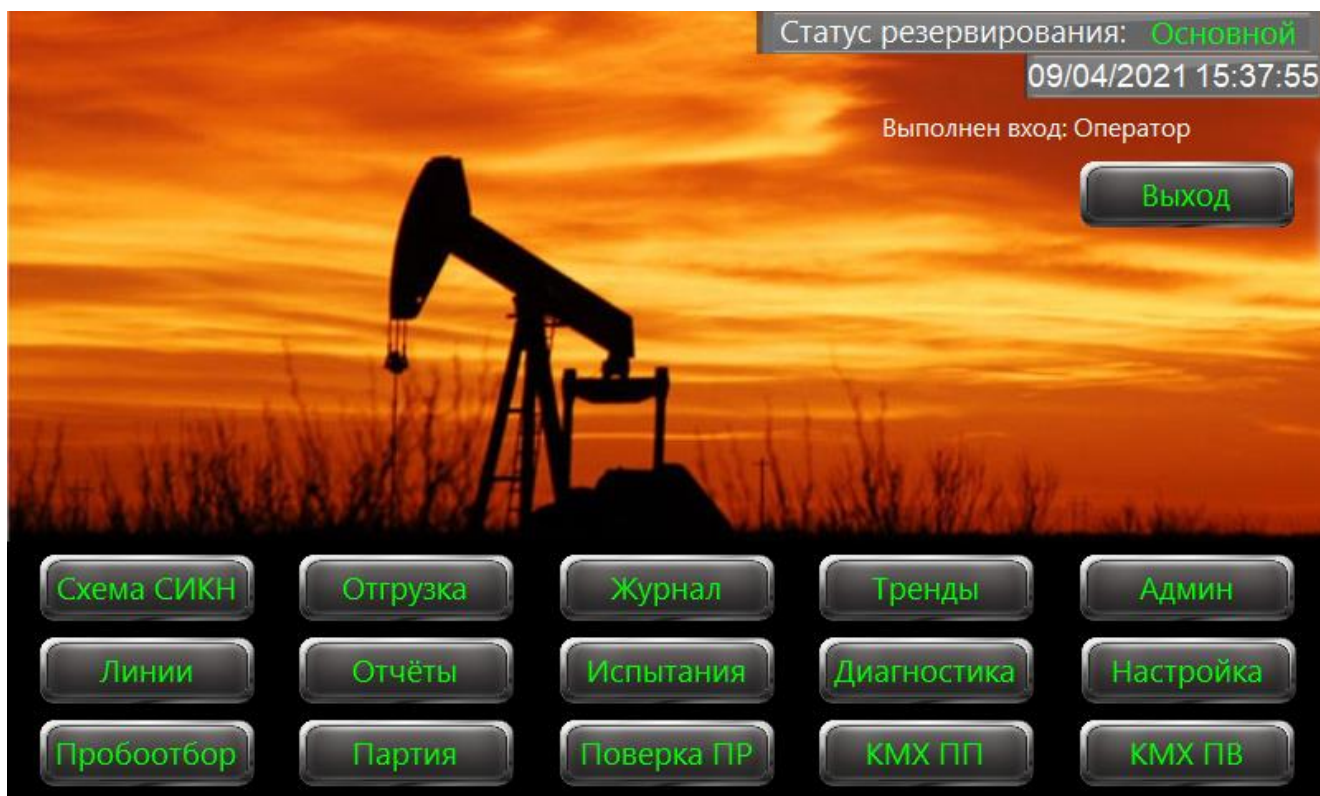 Статус резервирования: Основной
09/04/2021 15:37:55
Выполнен вход: Оператор
Выход
Схема СИКН Отгрузка Журнал Тренды Админ
Линии Отчёты Испытания Диагностика Настройка
Пробоотбор Партия Поверка ПР КМХ ПП КМХ ПВ